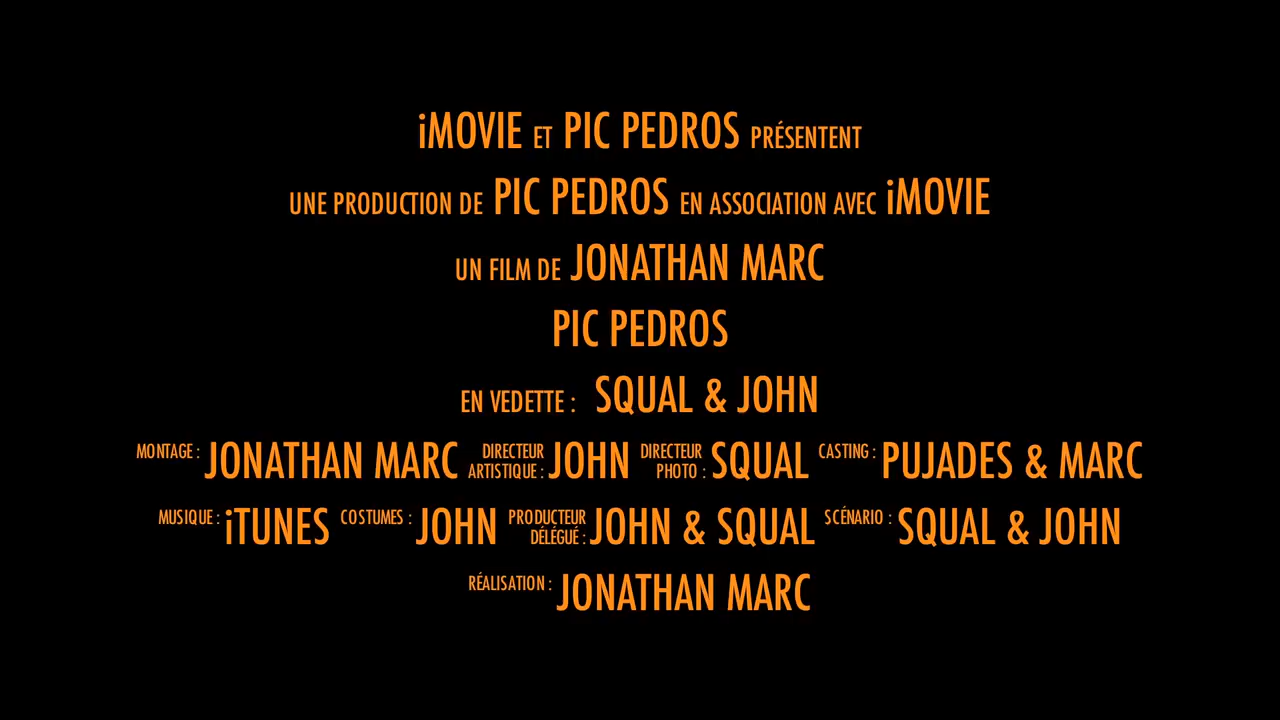 iMOVIE ET PIC PEDROS PRÉSENTENT
UNE PRODUCTION DE PIC PEDROS EN ASSOCIATION AVEC iMOVIE
UN FILM DE JONATHAN MARC
PIC PEDROS
EN VEDETTE : SQUAL & JOHN
MONTAGE : JONATHAN MARC DIRECTEUR ARTISTIQUE : JOHN DIRECTEUR PHOTO : SQUAL CASTING : PUJADES & MARC
MUSIQUE : iTUNES COSTUMES : JOHN PRODUCTEUR DÉLÉGUÉ : JOHN & SQUAL SCÉNARIO : SQUAL & JOHN
RÉALISATION : JONATHAN MARC